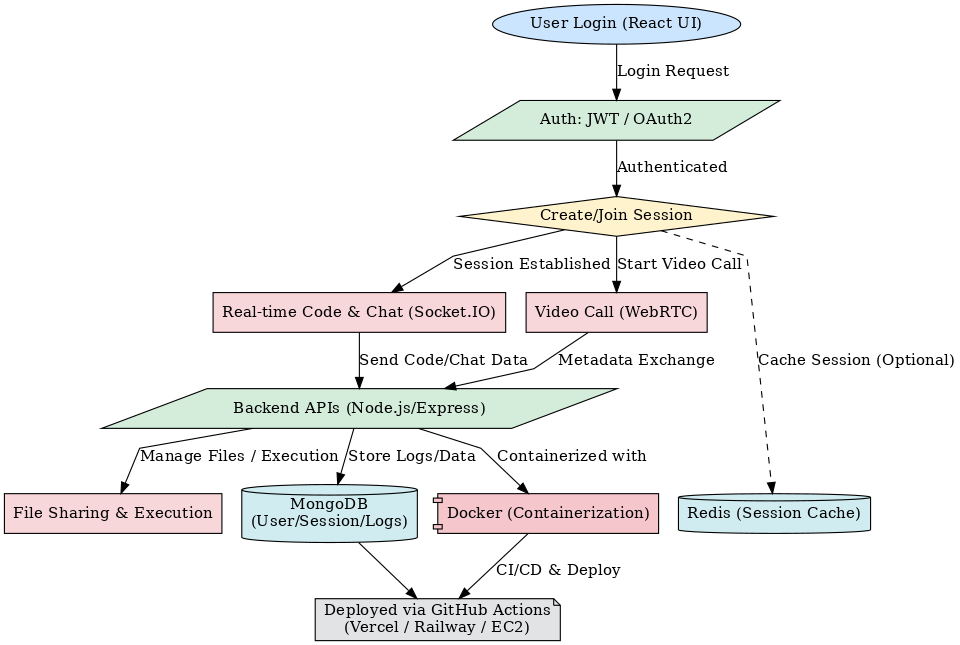 User Login (React UI)
Login Request
Auth: JWT / OAuth2
Authenticated
Create/Join Session
Session Established
Start Video Call
Real-time Code & Chat (Socket.IO)
Video Call (WebRTC)
Send Code/Chat Data
Metadata Exchange
Cache Session (Optional)
Backend APIs (Node.js/Express)
Manage Files / Execution
Store Logs/Data
Containerized with
File Sharing & Execution
MongoDB
(User/Session/Logs)
Docker (Containerization)
Redis (Session Cache)
CI/CD & Deploy
Deployed via GitHub Actions
(Vercel / Railway / EC2)